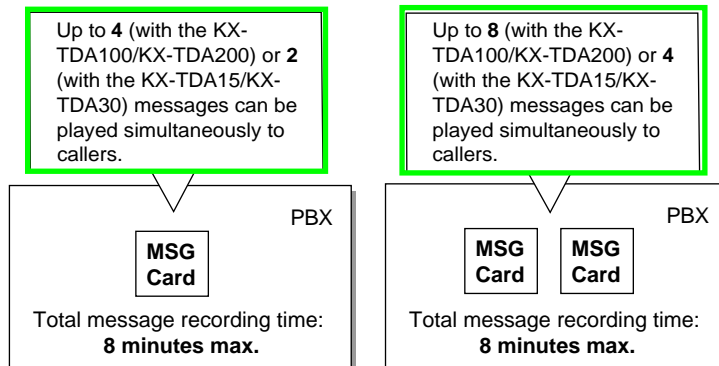 Up to 4 (with the KX-
TDA100/KX-TDA200) or 2
(with the KX-TDA15/KX-
TDA30) messages can be
played simultaneously to
callers.
PBX
MSG
Card
Total message recording time:
8 minutes max.
Up to 8 (with the KX-
TDA100/KX-TDA200) or 4
(with the KX-TDA15/KX-
TDA30) messages can be
played simultaneously to
callers.
PBX
MSG
Card
MSG
Card
Total message recording time:
8 minutes max.